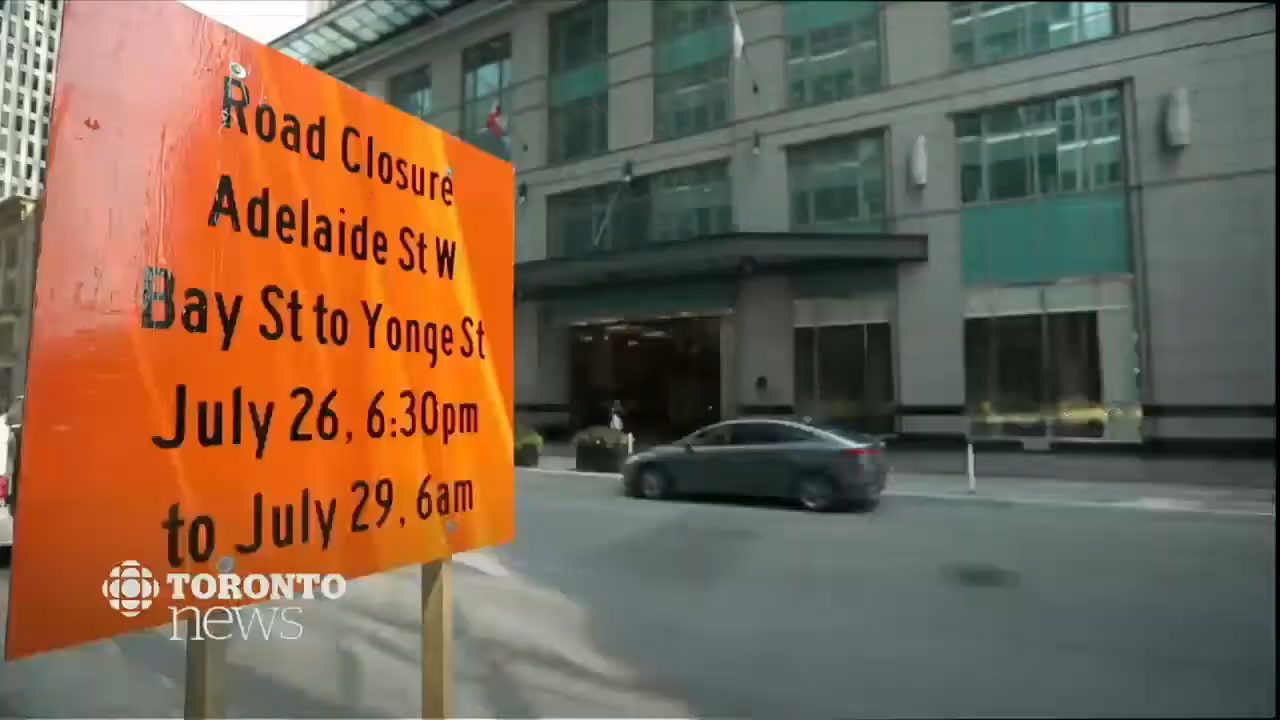 Road Closure
Adelaide St W
Bay St to Yonge St
July 26, 6:30pm
to July 29, 6am
TORONTO
news